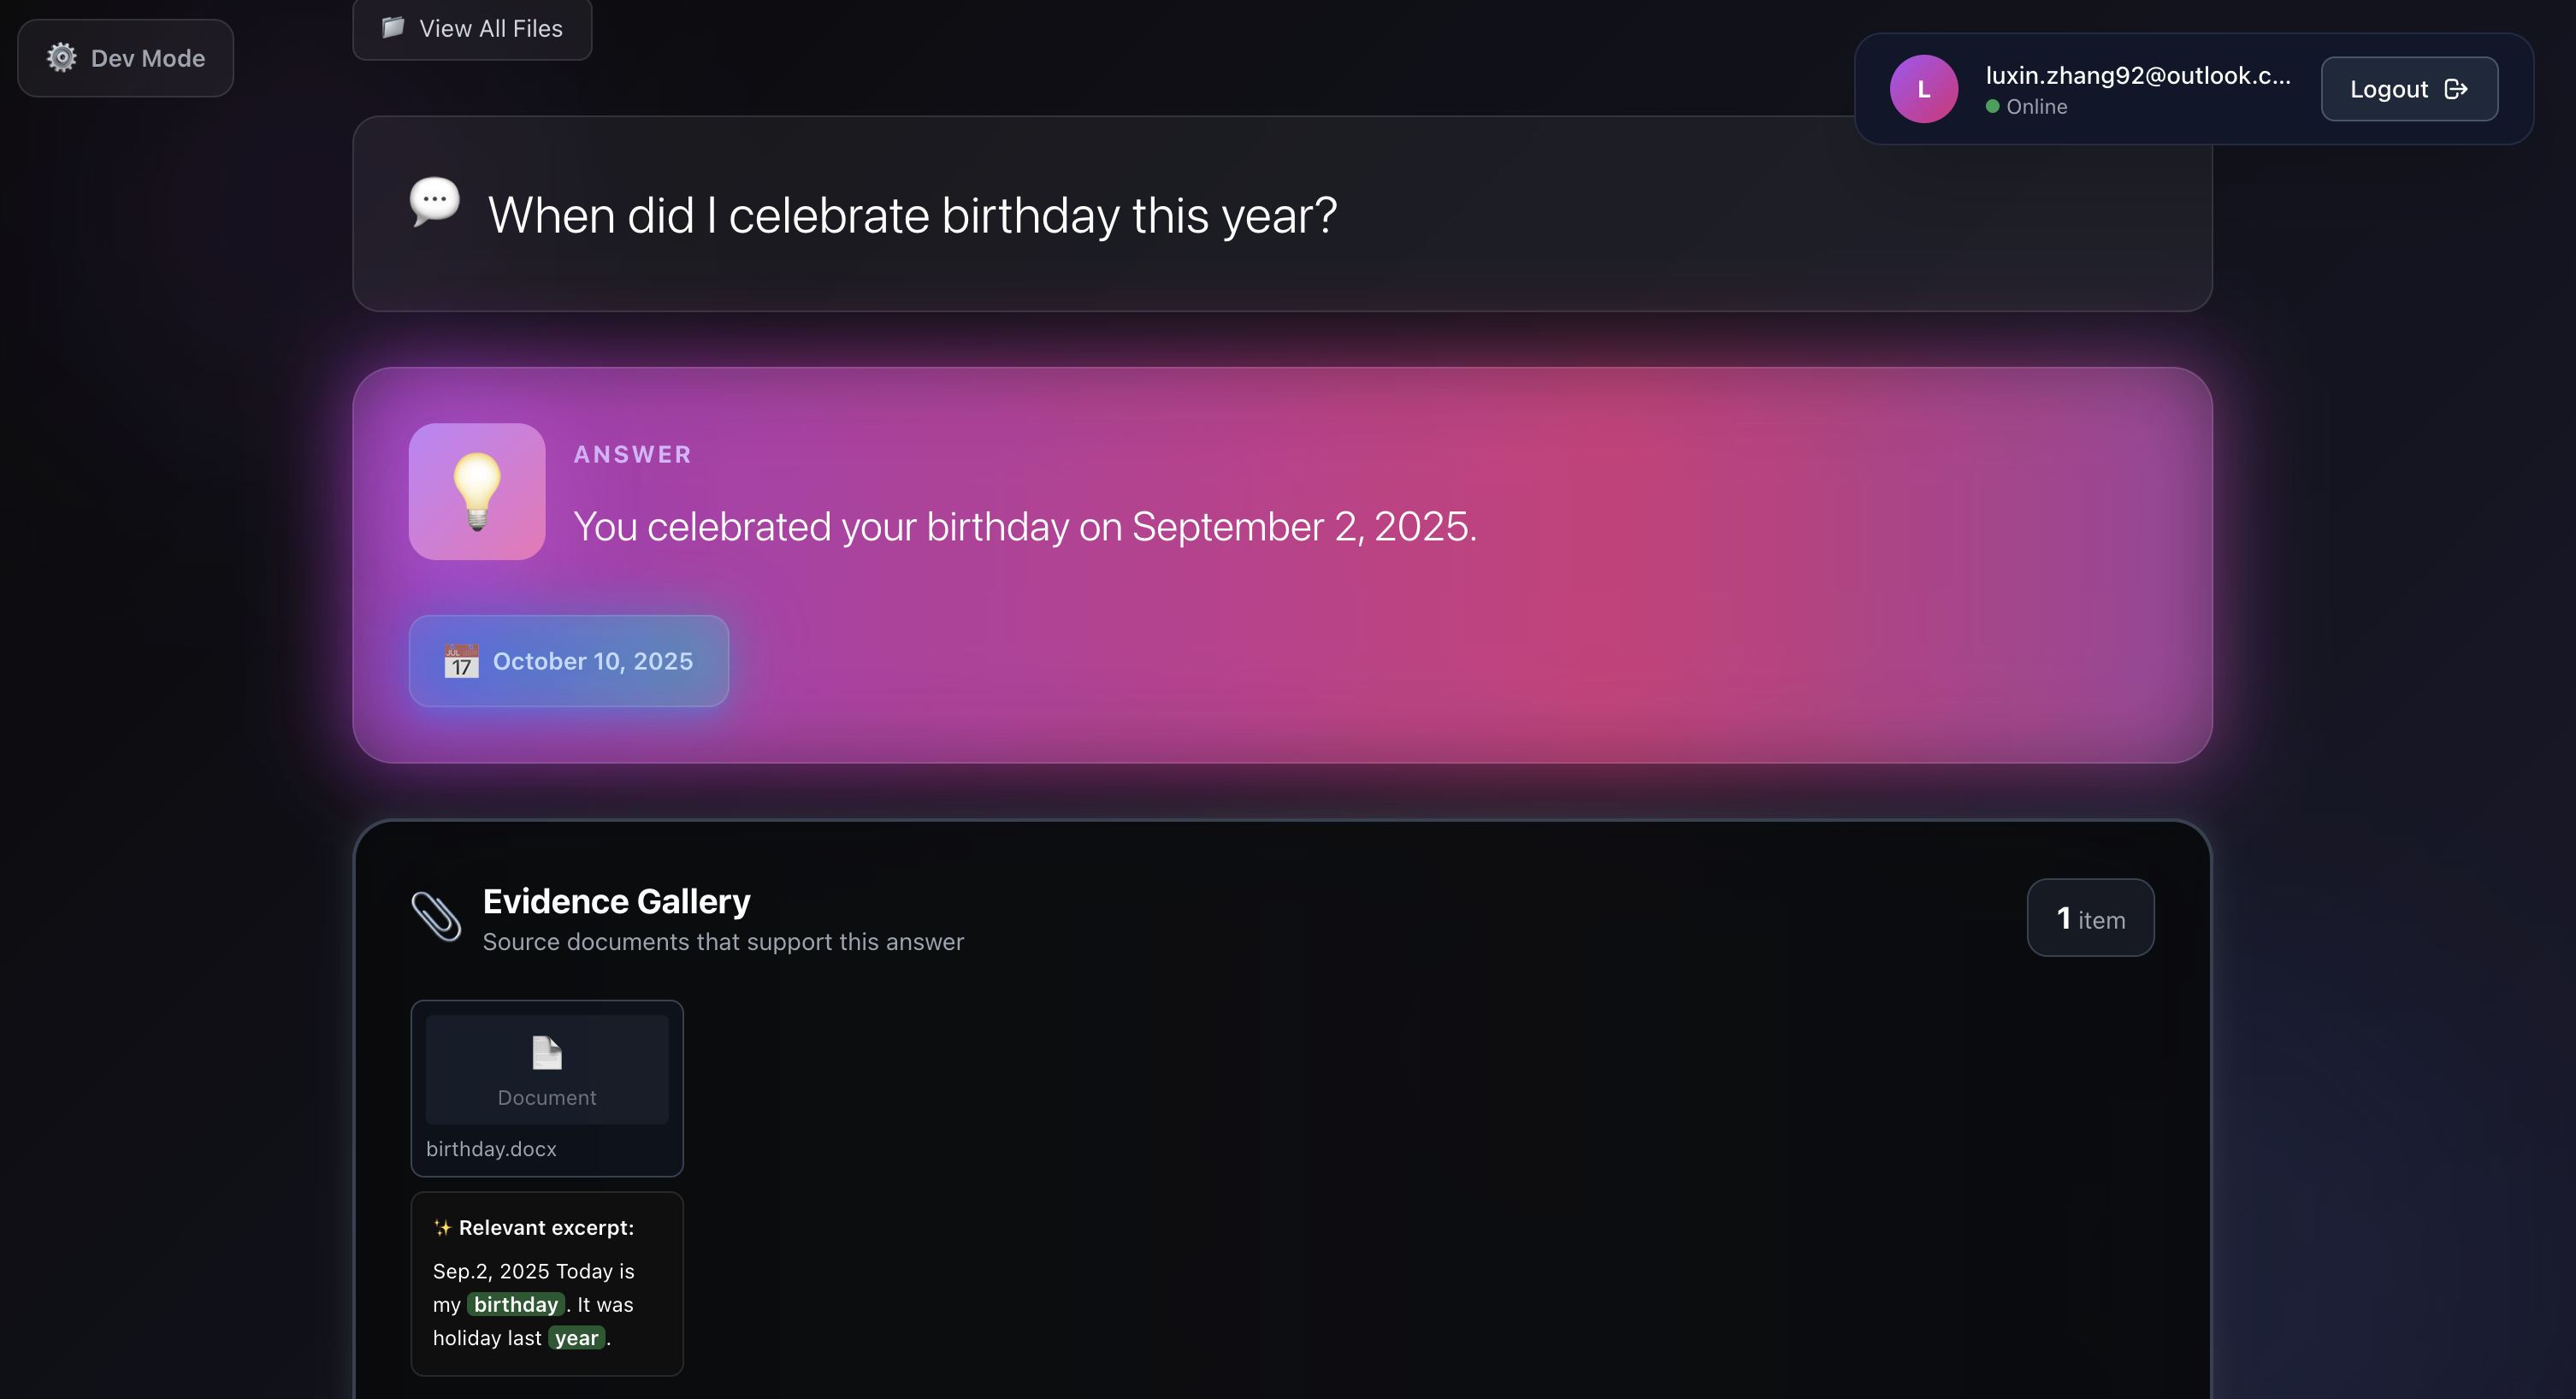 View All Files
Dev Mode
luxin.zhang92@outlook.c...
Online
Logout
L
When did I celebrate birthday this year?
ANSWER
You celebrated your birthday on September 2, 2025.
JUL
17
October 10, 2025
Evidence Gallery
Source documents that support this answer
1 item
Document
birthday.docx
Relevant excerpt:
Sep.2, 2025 Today is
my birthday. It was
holiday last year.